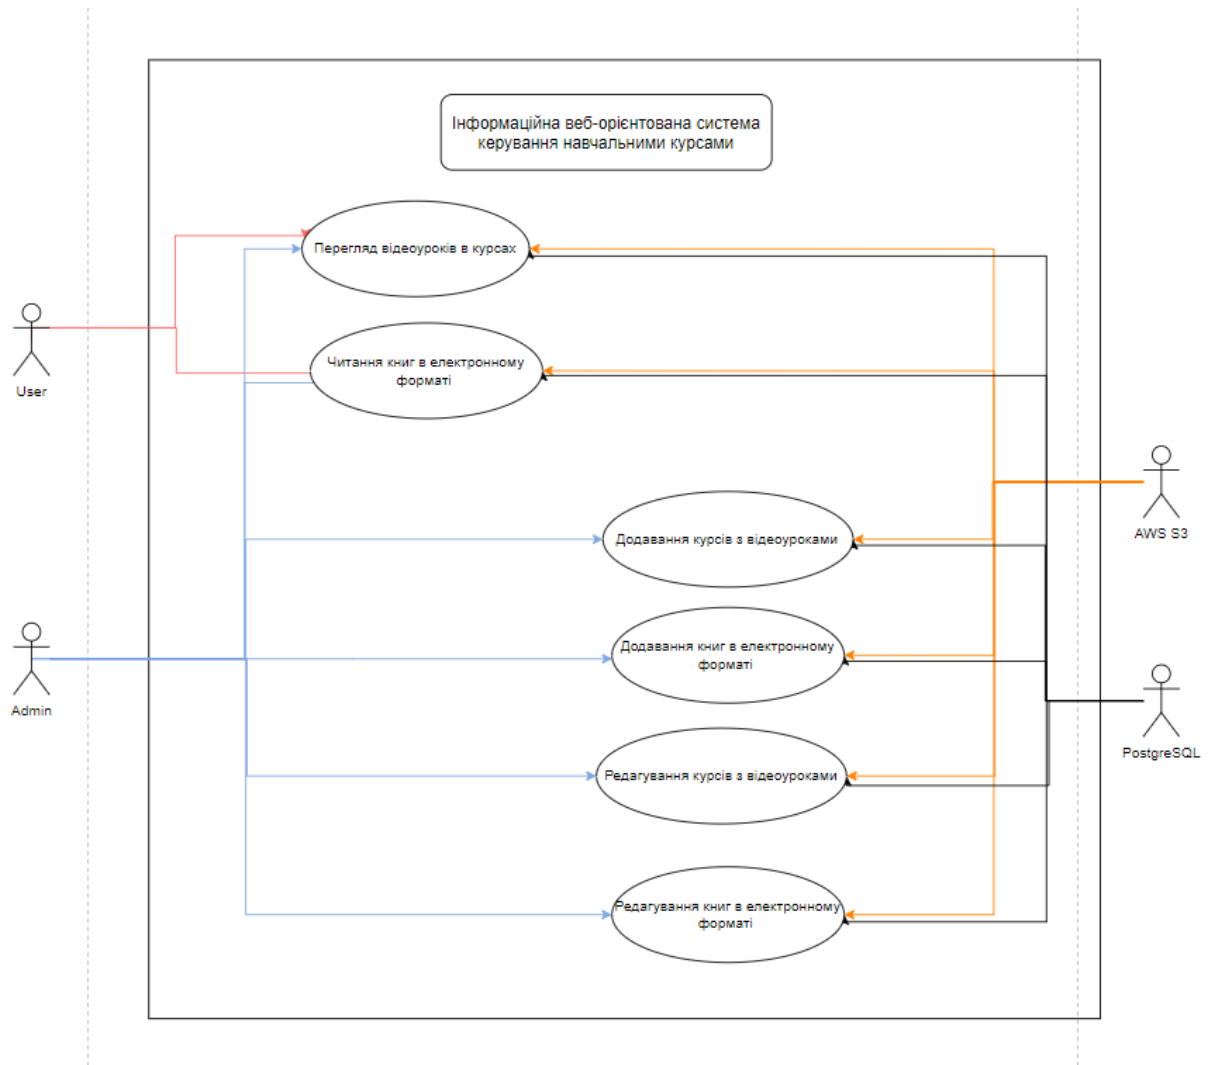 Інформаційна веб-орієнтована система
керування навчальними курсами
Перегляд відеоуроків в курсах
User
Читання книг в електронному
форматі
AWS S3
Додавання курсів з відеоуроками
Admin
Додавання книг в електронному
форматі
PostgreSQL
Редагування курсів з відеоуроками
Редагування книг в електронному
форматі